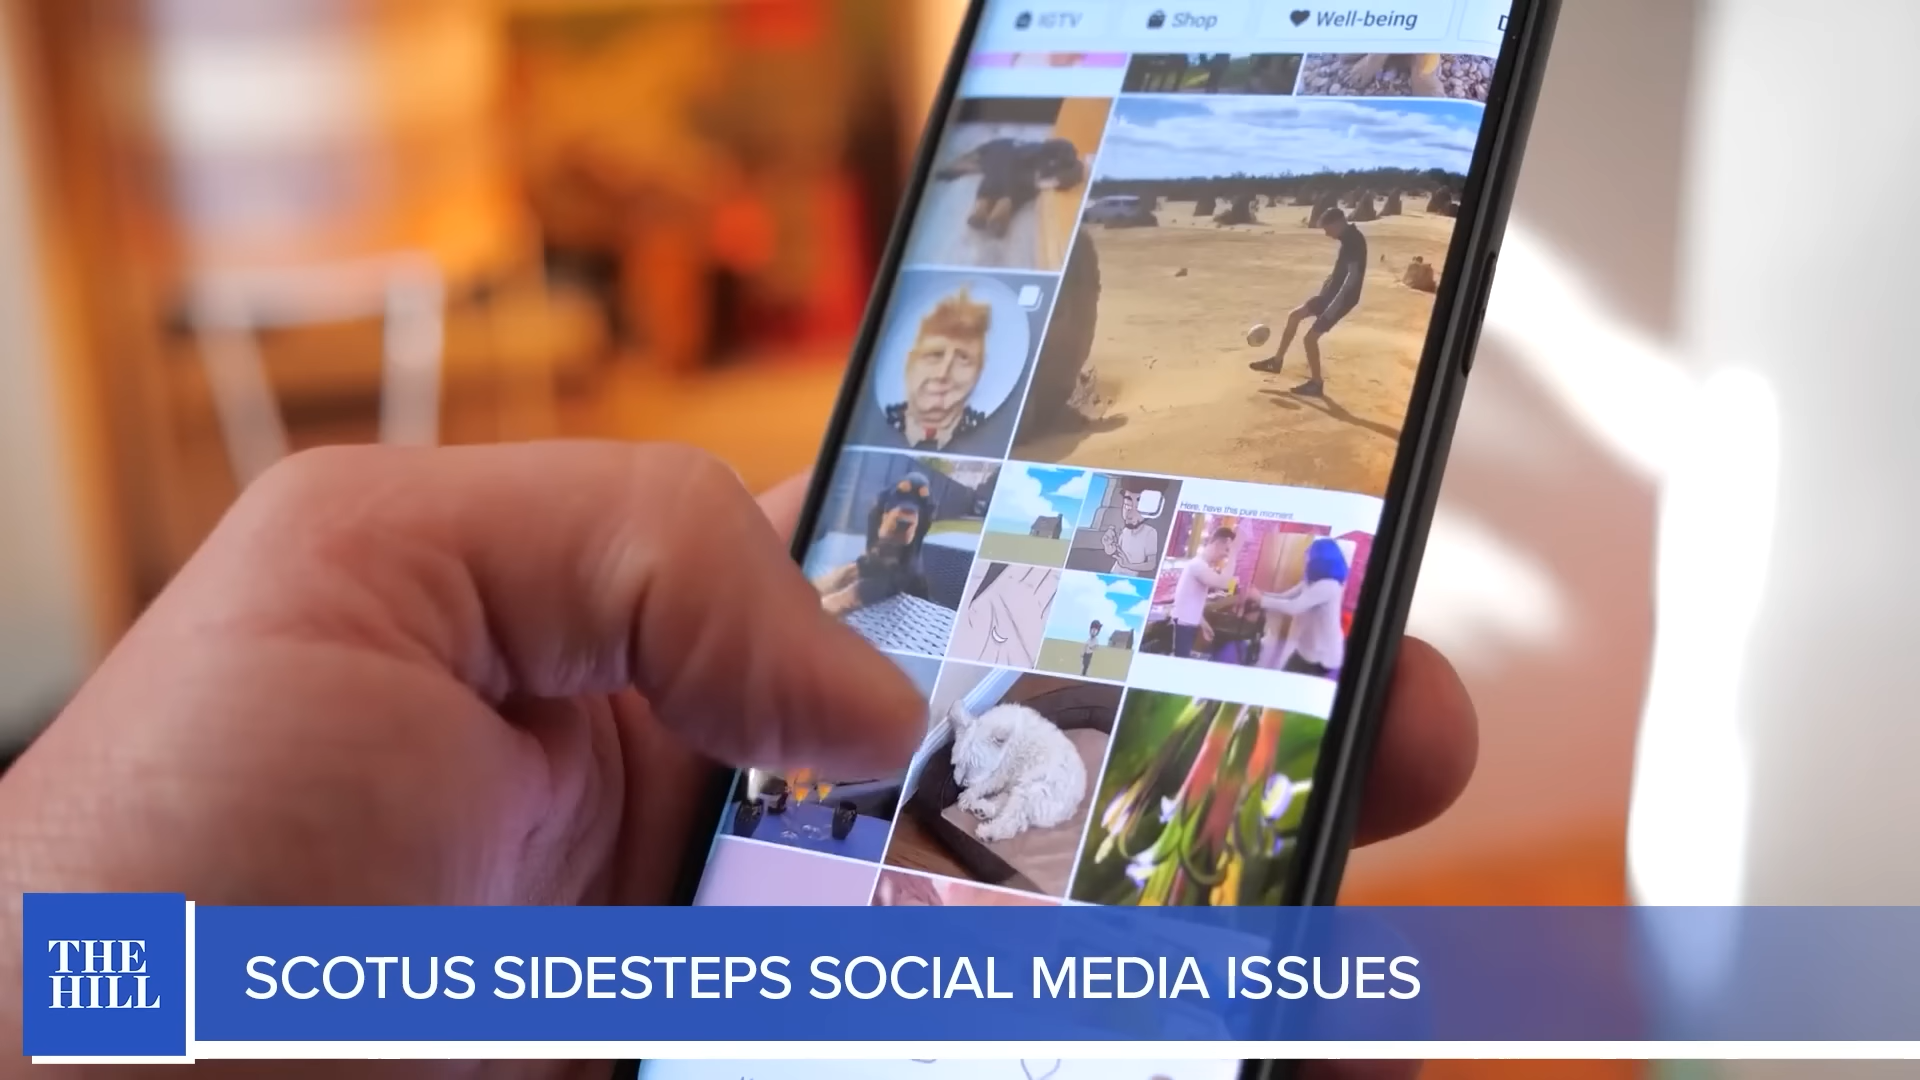 IGTV
Shop
Well-being
Here, have this pure moment
THE
HILL
SCOTUS SIDESTEPS SOCIAL MEDIA ISSUES